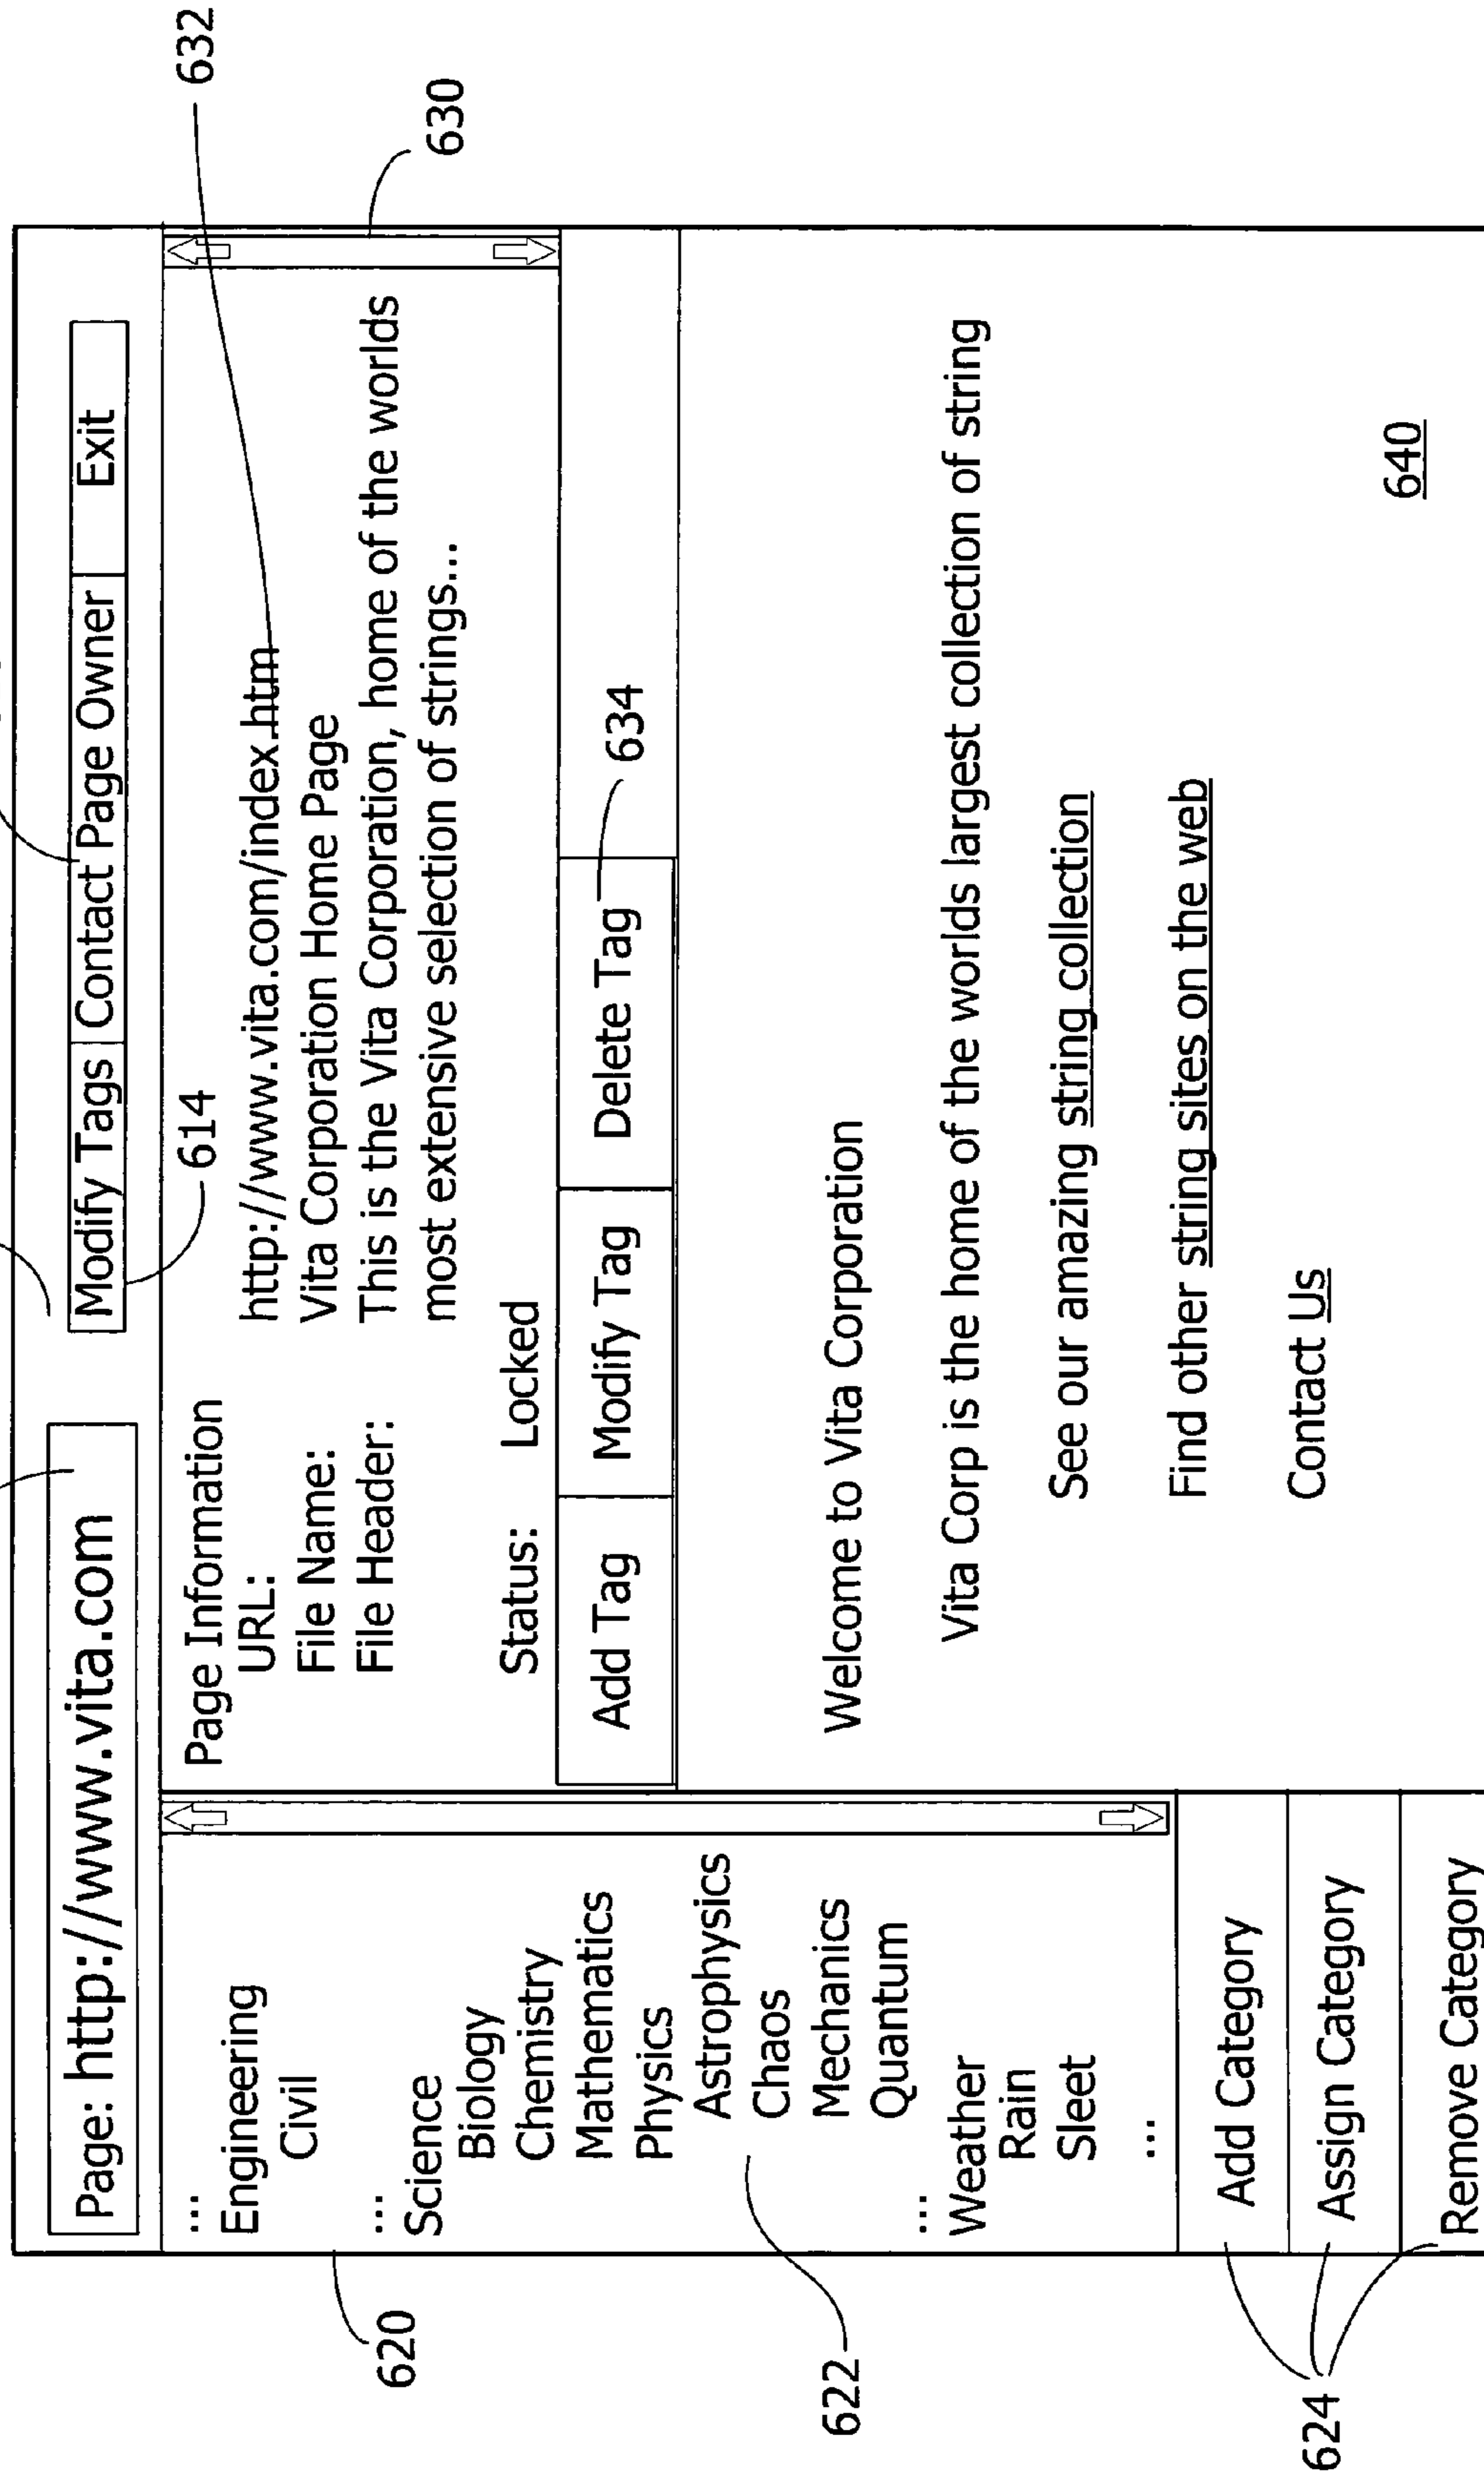 Page: http://www.vita.com
Modify Tags
Contact Page Owner
Exit
614
632
630
620
...
Engineering
Civil
...
Science
Biology
Chemistry
Mathematics
Physics
Astrophysics
Chaos
Mechanics
Quantum
...
Weather
Rain
Sleet
...
622
Add Category
Assign Category
Remove Category
624
Page Information
URL: http://www.vita.com/index.htm
File Name: Vita Corporation Home Page
File Header: This is the Vita Corporation, home of the worlds
most extensive selection of strings...
Status: Locked
Add Tag
Modify Tag
Delete Tag
634
Welcome to Vita Corporation
Vita Corp is the home of the worlds largest collection of string
See our amazing string collection
Find other string sites on the web
Contact Us
640